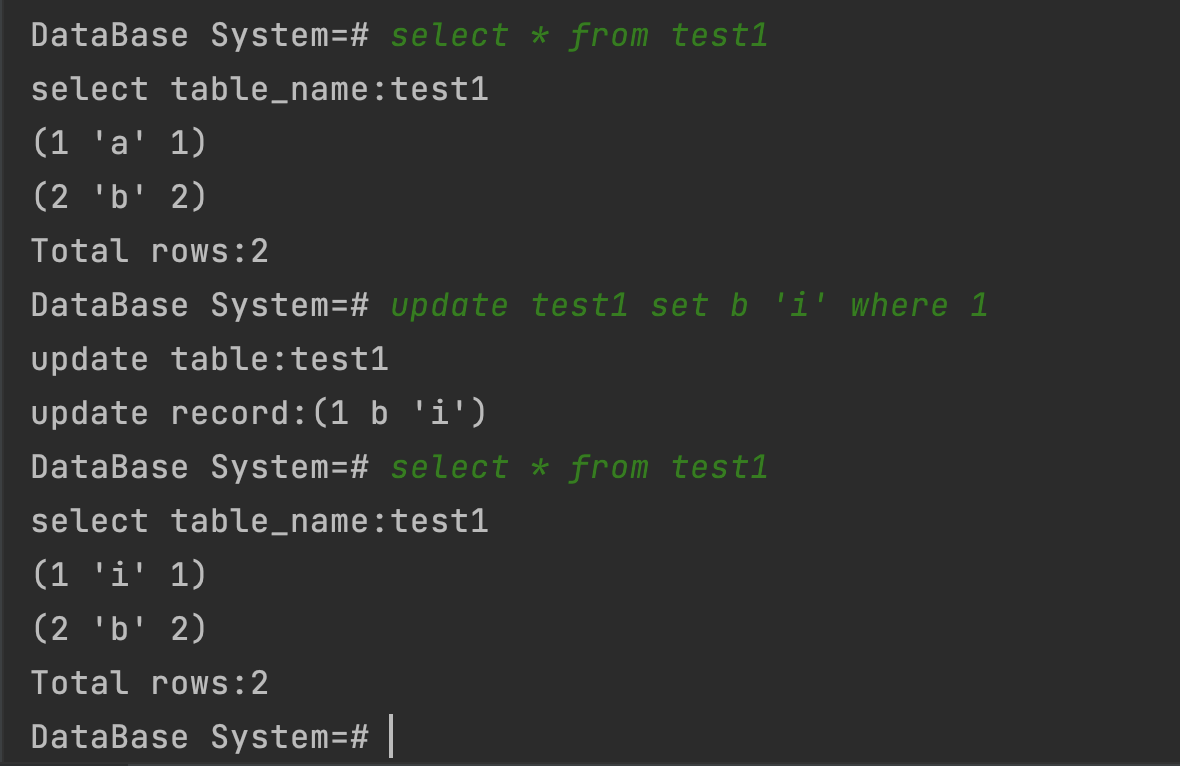 DataBase System=# select * from test1
select table_name:test1
(1 'a' 1)
(2 'b' 2)
Total rows:2
DataBase System=# update test1 set b 'i' where 1
update table:test1
update record:(1 b 'i')
DataBase System=# select * from test1
select table_name:test1
(1 'i' 1)
(2 'b' 2)
Total rows:2
DataBase System=#